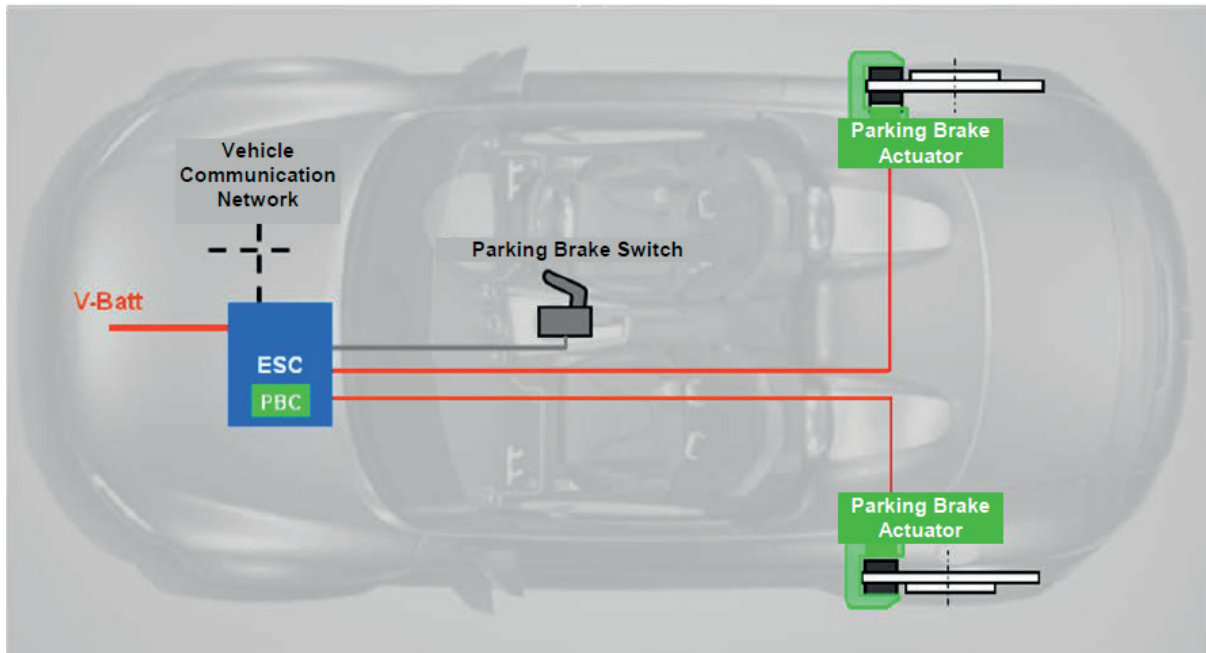 Vehicle
Communication
Network
Parking Brake
Actuator
Parking Brake Switch
V-Batt
ESC
PBC
Parking Brake
Actuator